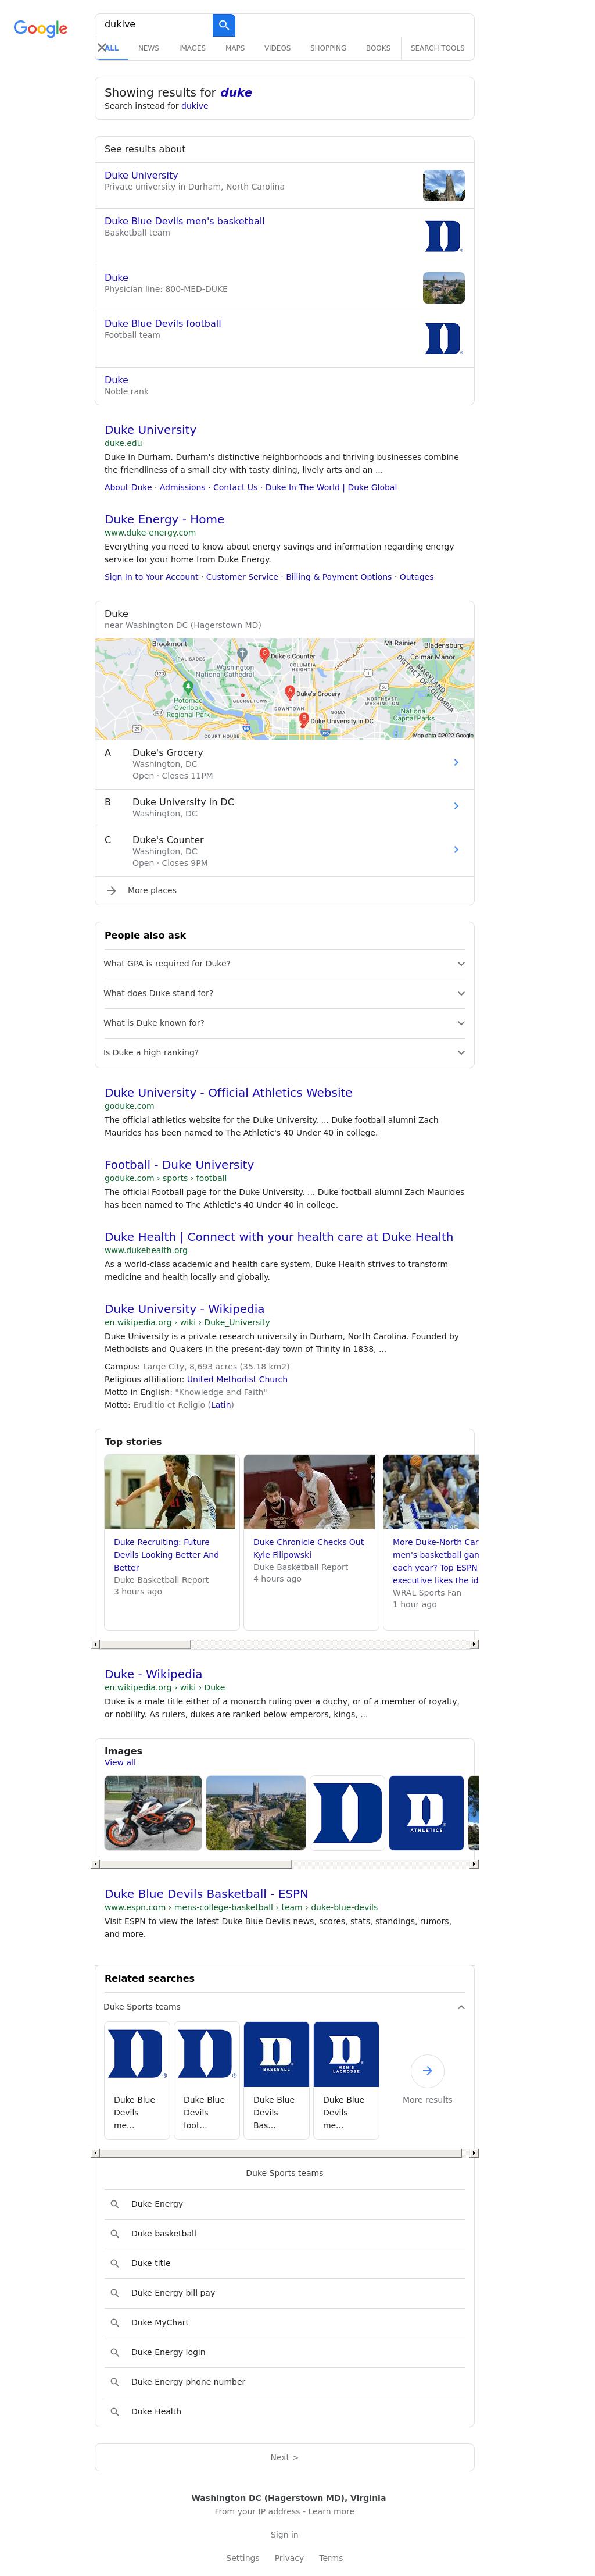 Google
dukive
ALL NEWS IMAGES MAPS VIDEOS SHOPPING BOOKS SEARCH TOOLS
Showing results for duke
Search instead for dukive
See results about
Duke University
Private university in Durham, North Carolina
Duke Blue Devils men's basketball
Basketball team
Duke
Physician line: 800-MED-DUKE
Duke Blue Devils football
Football team
Duke
Noble rank
Duke University
duke.edu
Duke in Durham. Durham's distinctive neighborhoods and thriving businesses combine
the friendliness of a small city with tasty dining, lively arts and an ...
About Duke · Admissions · Contact Us · Duke In The World | Duke Global
Duke Energy - Home
www.duke-energy.com
Everything you need to know about energy savings and information regarding energy
service for your home from Duke Energy.
Sign In to Your Account · Customer Service · Billing & Payment Options · Outages
Duke
near Washington DC (Hagerstown MD)
Brookmont
Mt Rainier
Bladensburg
PALISADES
Washington
National Cathedral
C
Duke's Counter
COLUMBIA
HEIGHTS
Michigan Ave NE
Colmar Manor
MARYLAND
DISTRICT OF COLUMBIA
Potomac
Overlook
Regional Park
GEORGETOWN
A
Duke's Grocery
DOWNTOWN
NOMA
NORTHEAST
WASHINGTON
National
Capital Parks
COURT HOUSE
B
Duke University in DC
Map data ©2022 Google
A Duke's Grocery
Washington, DC
Open · Closes 11PM
B Duke University in DC
Washington, DC
C Duke's Counter
Washington, DC
Open · Closes 9PM
More places
People also ask
What GPA is required for Duke?
What does Duke stand for?
What is Duke known for?
Is Duke a high ranking?
Duke University - Official Athletics Website
goduke.com
The official athletics website for the Duke University. ... Duke football alumni Zach
Maurides has been named to The Athletic's 40 Under 40 in college.
Football - Duke University
goduke.com › sports › football
The official Football page for the Duke University. ... Duke football alumni Zach Maurides
has been named to The Athletic's 40 Under 40 in college.
Duke Health | Connect with your health care at Duke Health
www.dukehealth.org
As a world-class academic and health care system, Duke Health strives to transform
medicine and health locally and globally.
Duke University - Wikipedia
en.wikipedia.org › wiki › Duke_University
Duke University is a private research university in Durham, North Carolina. Founded by
Methodists and Quakers in the present-day town of Trinity in 1838, ...
Campus: Large City, 8,693 acres (35.18 km2)
Religious affiliation: United Methodist Church
Motto in English: "Knowledge and Faith"
Motto: Eruditio et Religio (Latin)
Top stories
Duke Recruiting: Future
Devils Looking Better And
Better
Duke Basketball Report
3 hours ago
Duke Chronicle Checks Out
Kyle Filipowski
Duke Basketball Report
4 hours ago
More Duke-North Car
men's basketball gam
each year? Top ESPN
executive likes the id
WRAL Sports Fan
1 hour ago
Duke - Wikipedia
en.wikipedia.org › wiki › Duke
Duke is a male title either of a monarch ruling over a duchy, or of a member of royalty,
or nobility. As rulers, dukes are ranked below emperors, kings, ...
Images
View all
D
D
ATHLETICS
Duke Blue Devils Basketball - ESPN
www.espn.com › mens-college-basketball › team › duke-blue-devils
Visit ESPN to view the latest Duke Blue Devils news, scores, stats, standings, rumors,
and more.
Related searches
Duke Sports teams
D
D
D
BASEBALL
D
MEN'S
LACROSSE
Duke Blue
Devils
me...
Duke Blue
Devils
foot...
Duke Blue
Devils
Bas...
Duke Blue
Devils
me...
More results
Duke Sports teams
Duke Energy
Duke basketball
Duke title
Duke Energy bill pay
Duke MyChart
Duke Energy login
Duke Energy phone number
Duke Health
Next >
Washington DC (Hagerstown MD), Virginia
From your IP address - Learn more
Sign in
Settings Privacy Terms